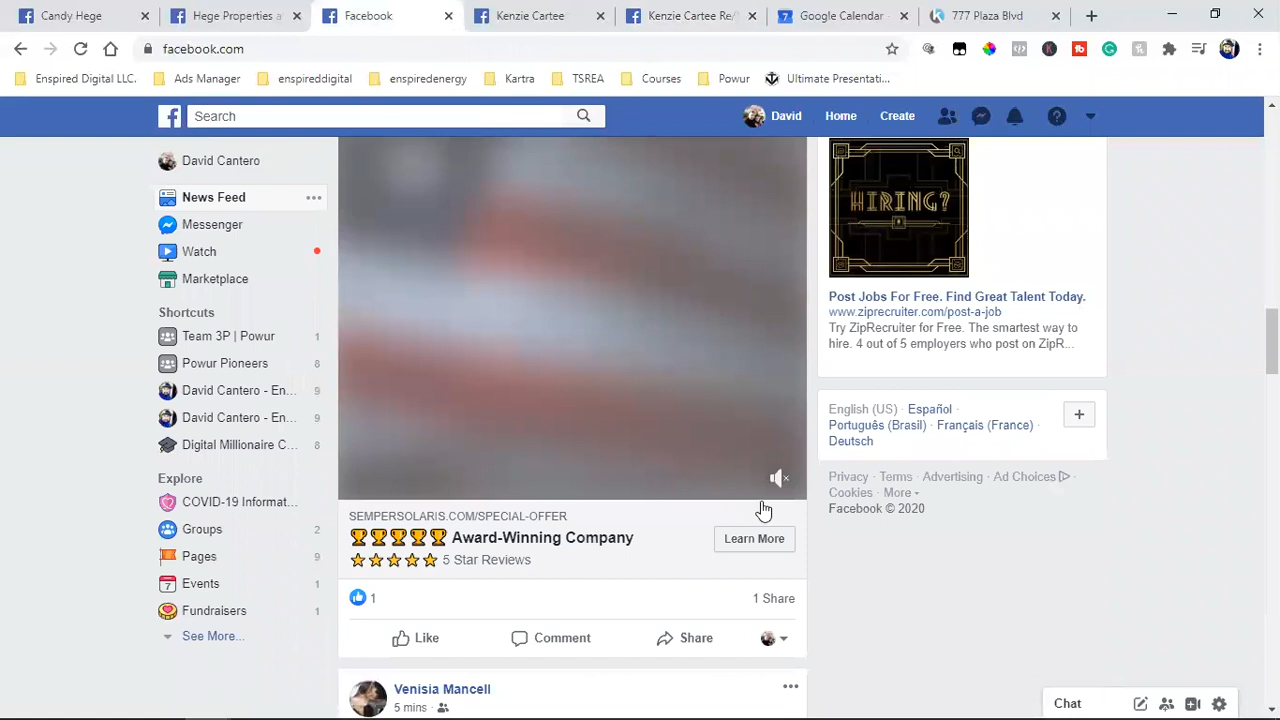 Candy Hege
Hege Properties a
Facebook
Kenzie Cartee
Kenzie Cartee Re
Google Calendar -
777 Plaza Blvd
facebook.com
Enspired Digital LLC.
Ads Manager
enspireddigital
enspiredenergy
Kartra
TSREA
Courses
Powur
Ultimate Presentati...
Search
David
Home
Create
David Cantero
News Feed
Messenger
Watch
Marketplace
Shortcuts
Team 3P | Powur 1
Powur Pioneers 8
David Cantero - En... 9
David Cantero - En... 9
Digital Millionaire C... 8
Explore
COVID-19 Informat...
Groups 2
Pages 9
Events 1
Fundraisers 1
See More...
SEMPERSOLARIS.COM/SPECIAL-OFFER
Award-Winning Company
5 Star Reviews
Learn More
1
1 Share
Like
Comment
Share
Venisia Mancell
5 mins
HIRING?
Post Jobs For Free. Find Great Talent Today.
www.ziprecruiter.com/post-a-job
Try ZipRecruiter for Free. The smartest way to
hire. 4 out of 5 employers who post on ZipR...
English (US) · Español ·
Português (Brasil) · Français (France) ·
Deutsch
Privacy · Terms · Advertising · Ad Choices
Cookies · More
Facebook © 2020
Chat